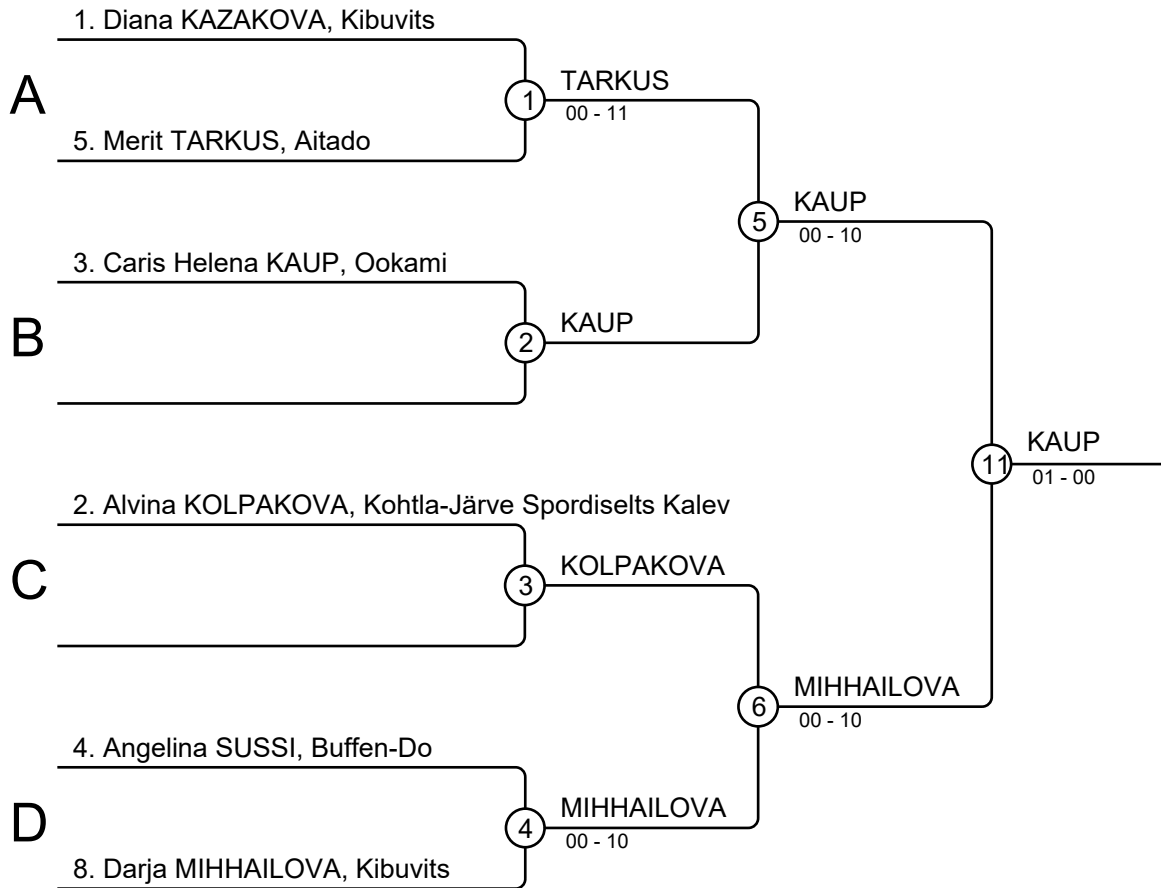 1. Diana KAZAKOVA, Kibuvits
A
1
TARKUS
00 - 11
5. Merit TARKUS, Aitado
5
KAUP
00 - 10
3. Caris Helena KAUP, Ookami
B
2
KAUP
11
KAUP
01 - 00
2. Alvina KOLPAKOVA, Kohtla-Järve Spordiselts Kalev
C
3
KOLPAKOVA
6
MIHHAILOVA
00 - 10
4. Angelina SUSSI, Buffen-Do
D
4
MIHHAILOVA
00 - 10
8. Darja MIHHAILOVA, Kibuvits